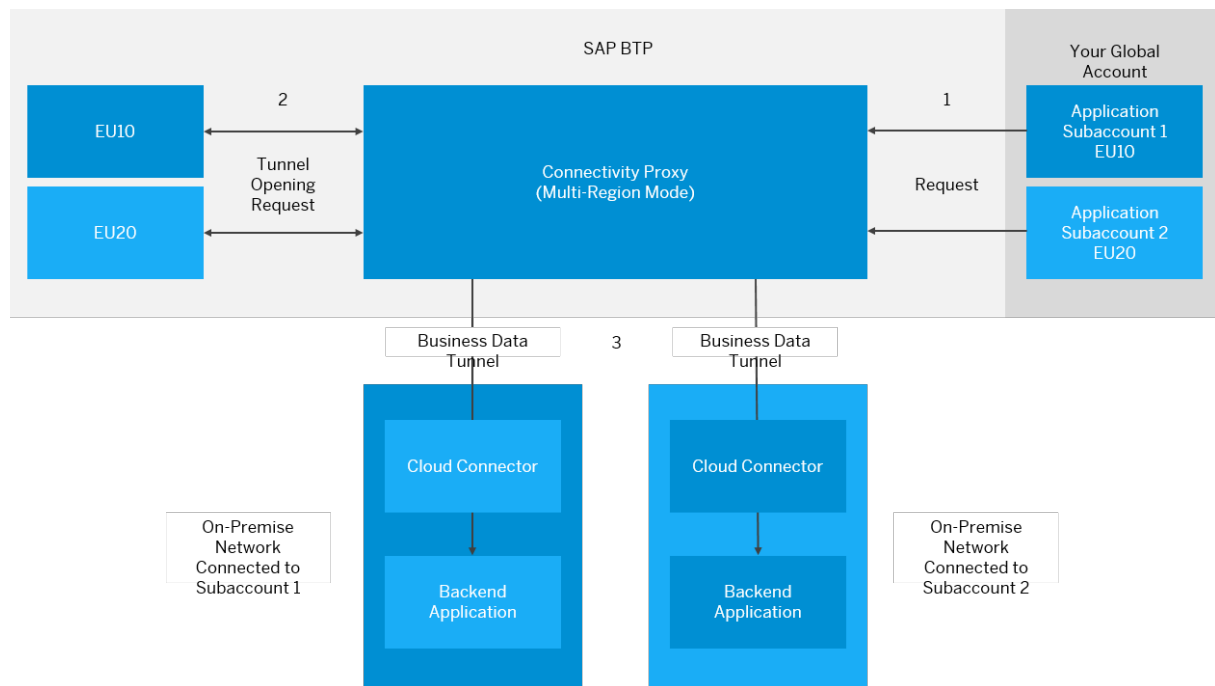 SAP BTP
Your Global
Account
EU10
2
Tunnel
Opening
Request
EU20
Connectivity Proxy
(Multi-Region Mode)
1
Request
Application
Subaccount 1
EU10
Application
Subaccount 2
EU20
Business Data
Tunnel
3
Business Data
Tunnel
Cloud Connector
Cloud Connector
On-Premise
Network
Connected to
Subaccount 1
Backend
Application
Backend
Application
On-Premise
Network
Connected to
Subaccount 2